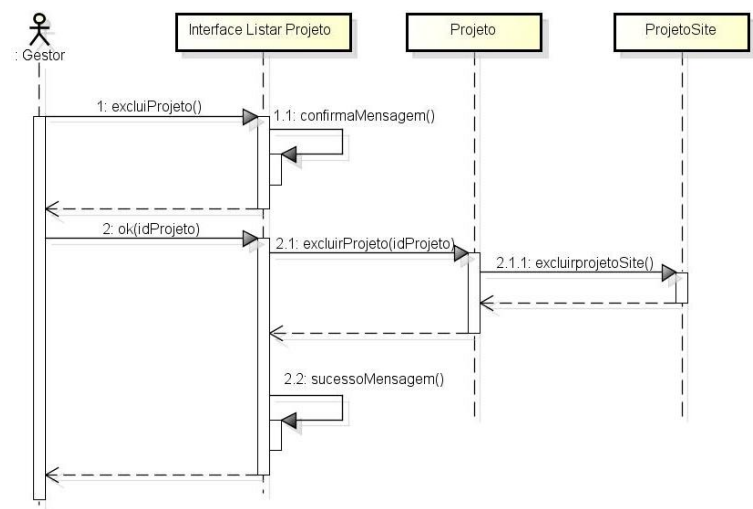 Interface Listar Projeto
Projeto
ProjetoSite
: Gestor
1: excluiProjeto()
1.1: confirmaMensagem()
2: ok(idProjeto)
2.1: excluirProjeto(idProjeto)
2.1.1: excluirprojetoSite()
2.2: sucessoMensagem()